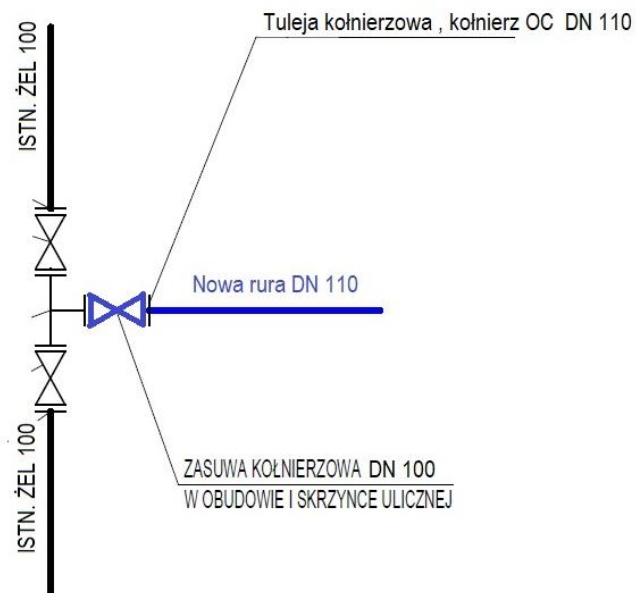 Tuleja kołnierzowa , kołnierz OC DN 110
ISTN. ŻEL 100
Nowa rura DN 110
ZASUWA KOŁNIERZOWA DN 100
W OBUDOWIE I SKRZYNCE ULICZNEJ
ISTN. ŻEL 100